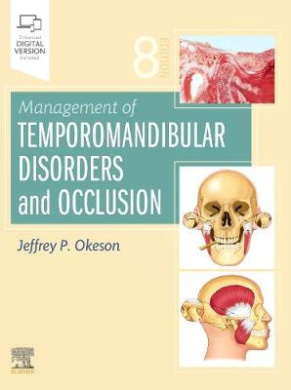 Enhanced
DIGITAL
VERSION
Included
8
EDITION
Management of
TEMPOROMANDIBULAR
DISORDERS
and OCCLUSION
Jeffrey P. Okeson
ELSEVIER